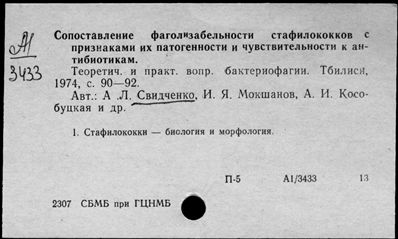 А1
3433
Сопоставление фаголизабельности стафилококков с
признаками их патогенности и чувствительности к ан-
тибиотикам.
Теоретич. и практ. вопр. бактериофагии. Тбилиси,
1974, с. 90—92.
Авт.: А .Л. Свидченко, И. Я. Мокшанов, А. И. Косо-
буцкая и др.
1. Стафилококки — биология и морфология.
П-5 А1/3433 13
2307 СБМБ при ГЦНМБ